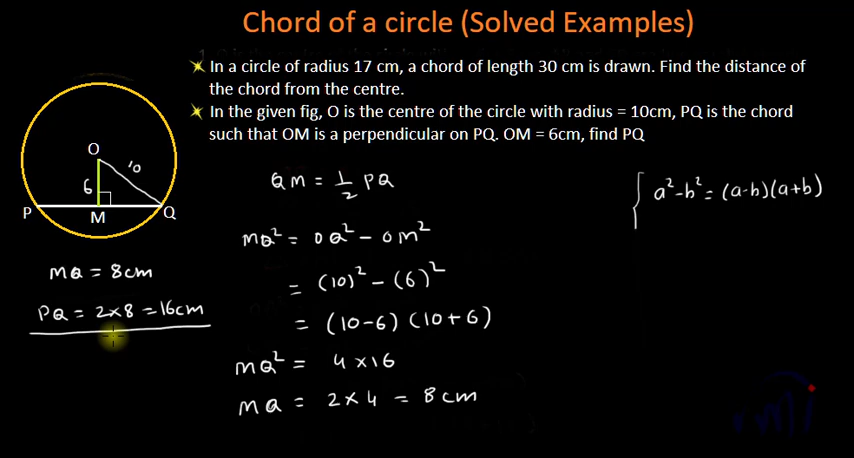 Chord of a circle (Solved Examples)
In a circle of radius 17 cm, a chord of length 30 cm is drawn. Find the distance of
the chord from the centre.
In the given fig, O is the centre of the circle with radius = 10cm, PQ is the chord
such that OM is a perpendicular on PQ. OM = 6cm, find PQ
O
10
6
P
M
Q
MQ = 8cm
PQ = 2×8 = 16cm
QM = 1/2 PQ
MQ² = OQ² - OM²
= (10)² - (6)²
= (10-6) (10+6)
MQ² = 4×16
MQ = 2×4 = 8cm
{ a²-b² = (a-b)(a+b)